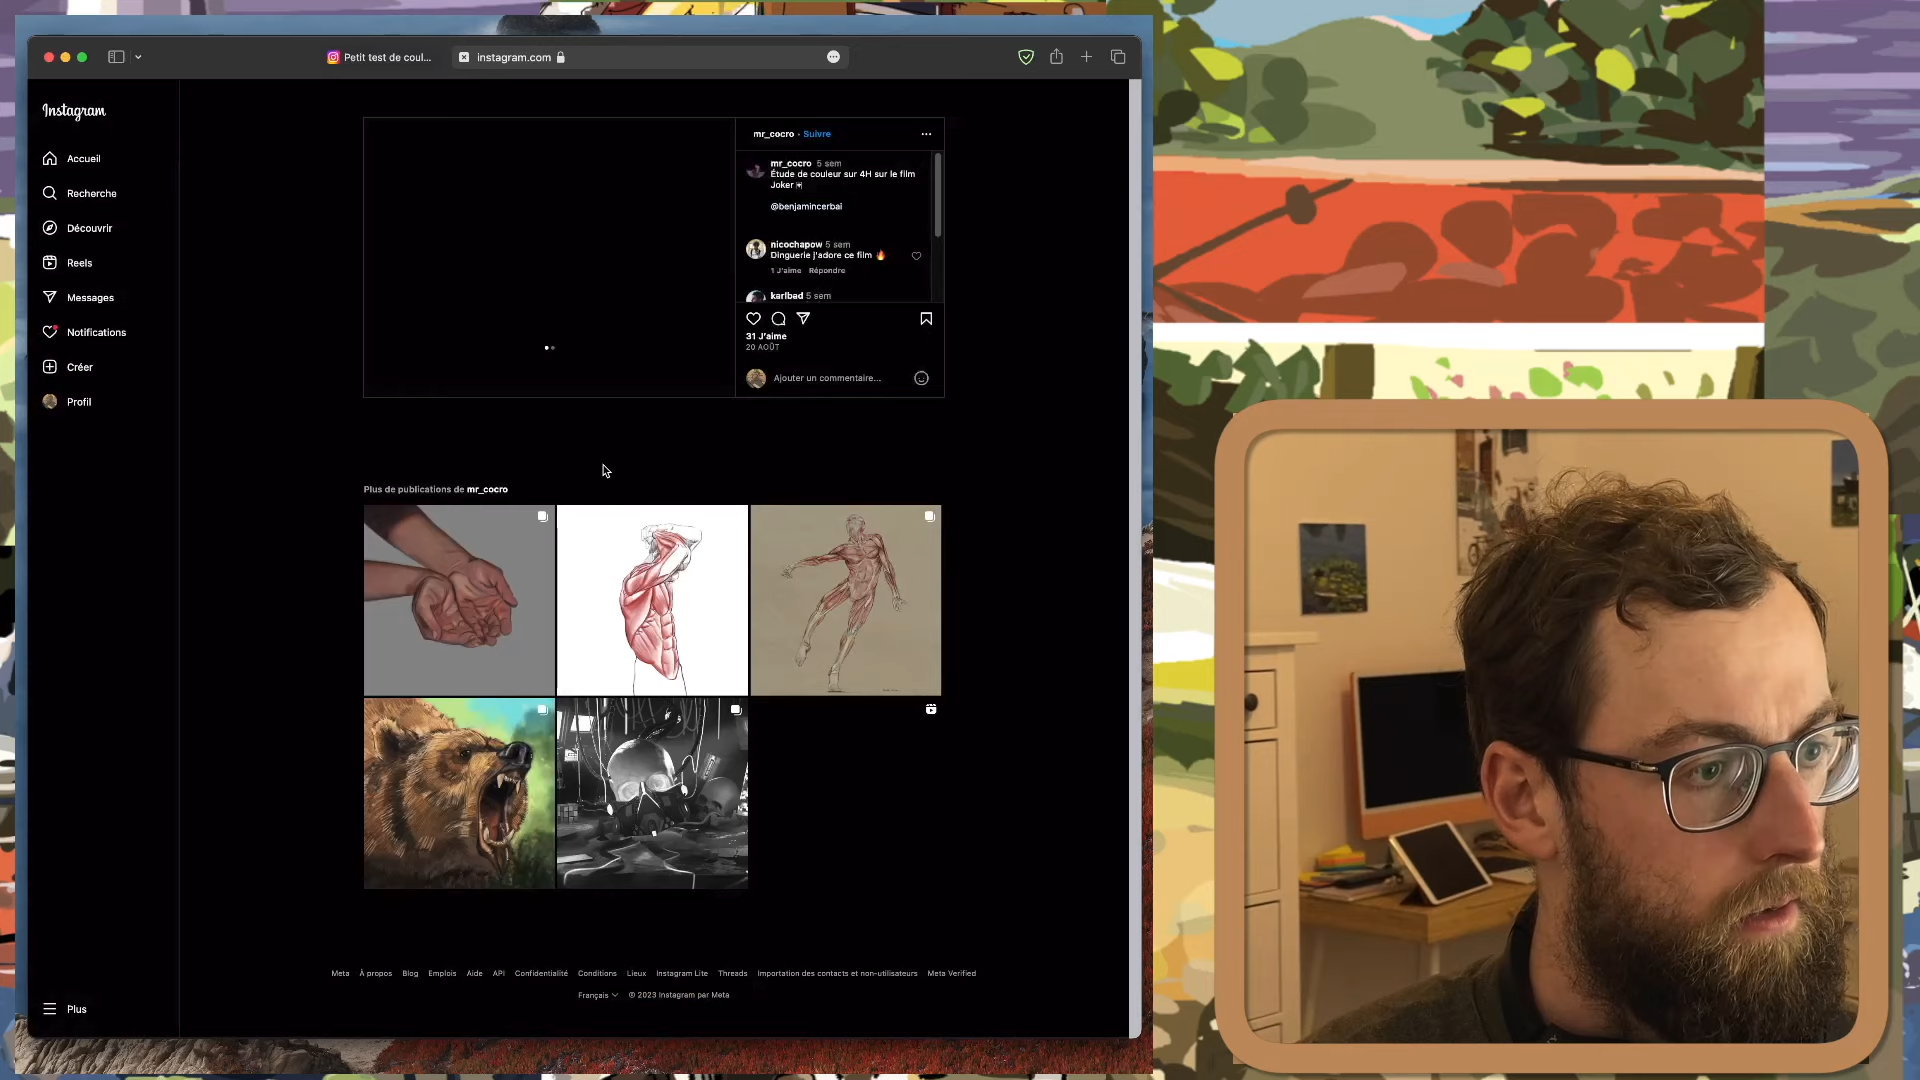 Petit test de coul...
instagram.com
Instagram
Accueil
Recherche
Découvrir
Reels
Messages
Notifications
Créer
Profil
Plus
mr_cocro • Suivre
mr_cocro 5 sem
Étude de couleur sur 4H sur le film
Joker
@benjamincerbai
nicochapow 5 sem
Dinguerie j'adore ce film 🔥
1 J'aime Répondre
karlbad 5 sem
31 J'aime
20 AOÛT
Ajouter un commentaire...
Plus de publications de mr_cocro
Meta À propos Blog Emplois Aide API Confidentialité Conditions Lieux Instagram Lite Threads Importation des contacts et non-utilisateurs Meta Verified
Français © 2023 Instagram par Meta